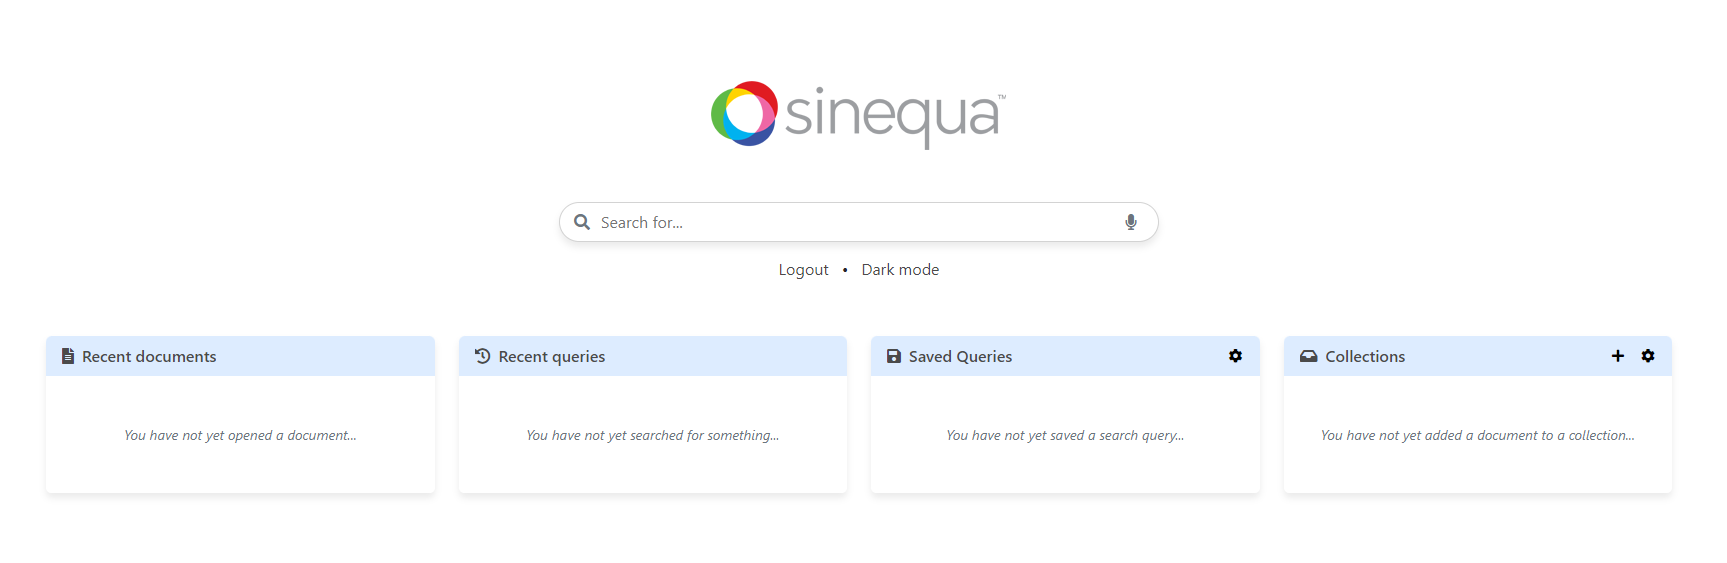 sinequa™
Search for...
Logout • Dark mode
Recent documents
You have not yet opened a document...
Recent queries
You have not yet searched for something...
Saved Queries
You have not yet saved a search query...
Collections
You have not yet added a document to a collection...